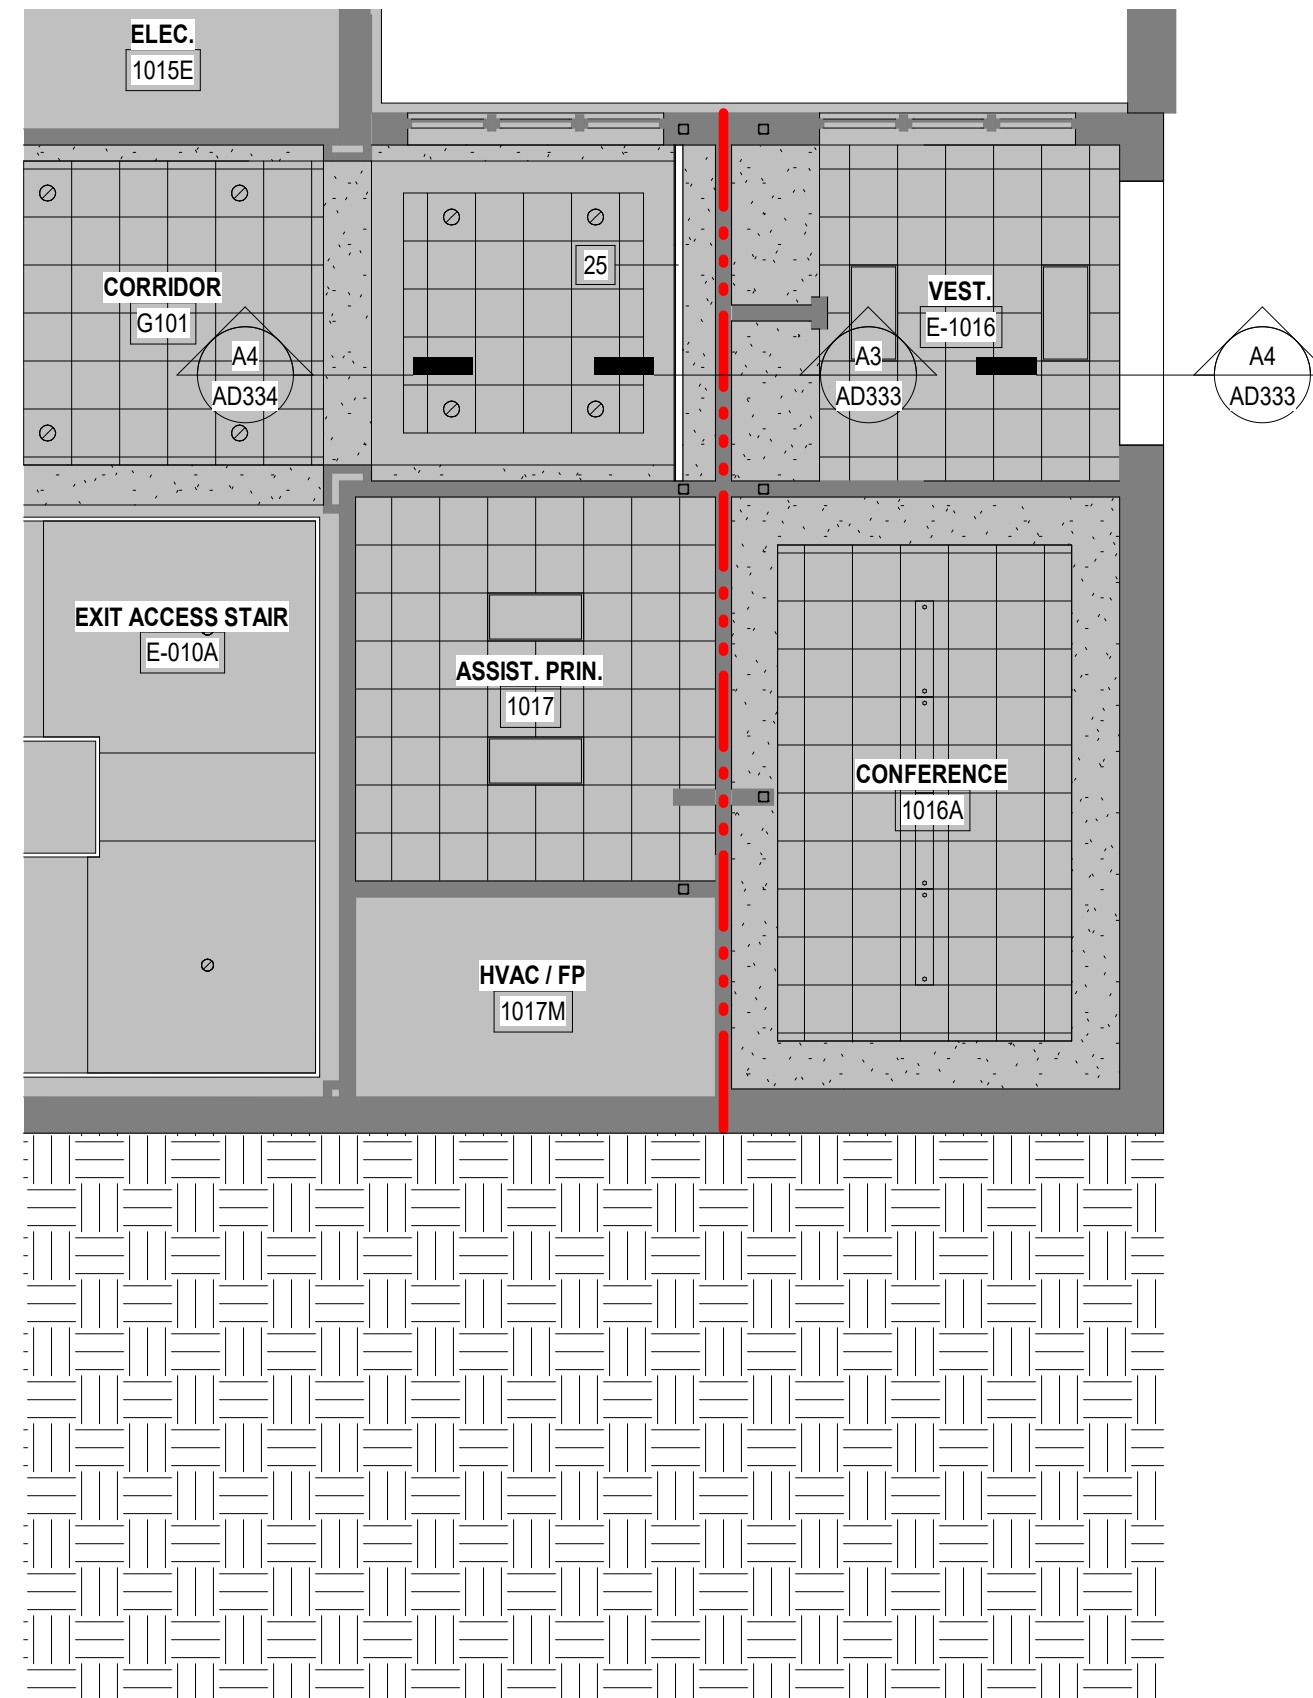 ELEC.
1015E
25
CORRIDOR
G101
VEST.
E-1016
A4
AD334
A3
AD333
A4
AD333
EXIT ACCESS STAIR
E-010A
ASSIST. PRIN.
1017
CONFERENCE
1016A
HVAC / FP
1017M